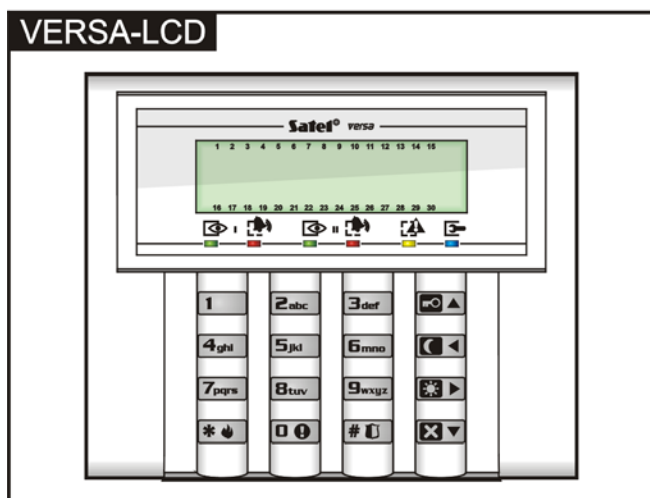 VERSA-LCD
Satel® versa
1 2 3 4 5 6 7 8 9 10 11 12 13 14 15
16 17 18 19 20 21 22 23 24 25 26 27 28 29 30
I II
1 2abc 3def
4ghi 5jkl 6mno
7pqrs 8tuv 9wxyz
* 0 #